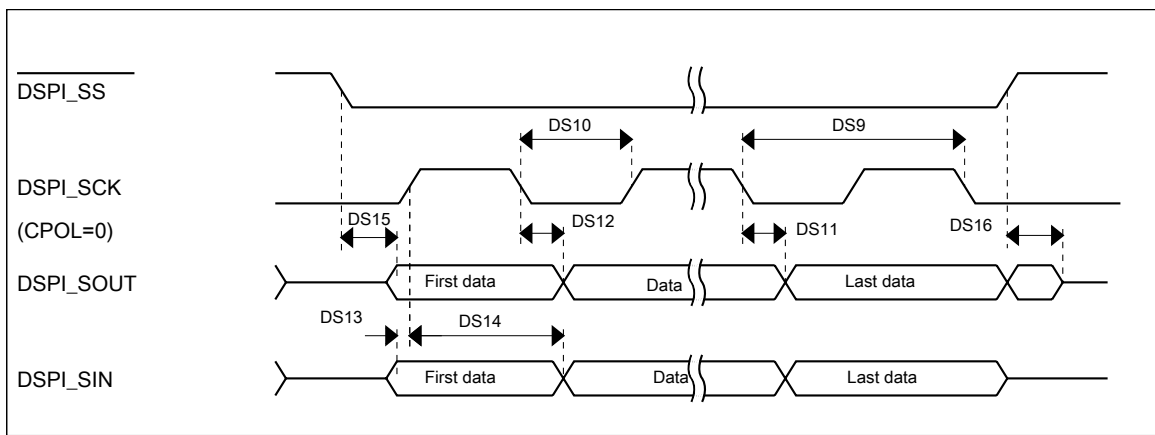 DSPI_SS
DS10
DS9
DSPI_SCK
(CPOL=0)
DS15
DS12
DS11
DS16
DSPI_SOUT
First data
Data
Last data
DS13
DS14
DSPI_SIN
First data
Data
Last data